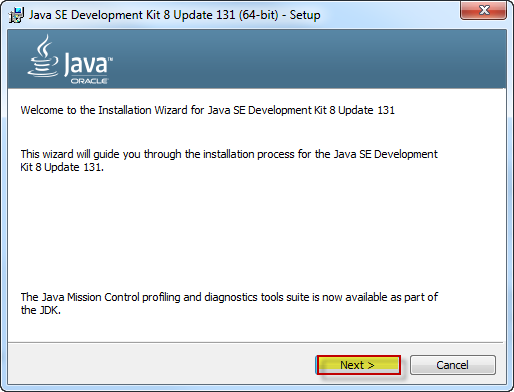 Java SE Development Kit 8 Update 131 (64-bit) - Setup
Java™
ORACLE
Welcome to the Installation Wizard for Java SE Development Kit 8 Update 131
This wizard will guide you through the installation process for the Java SE Development
Kit 8 Update 131.
The Java Mission Control profiling and diagnostics tools suite is now available as part of
the JDK.
Next >
Cancel